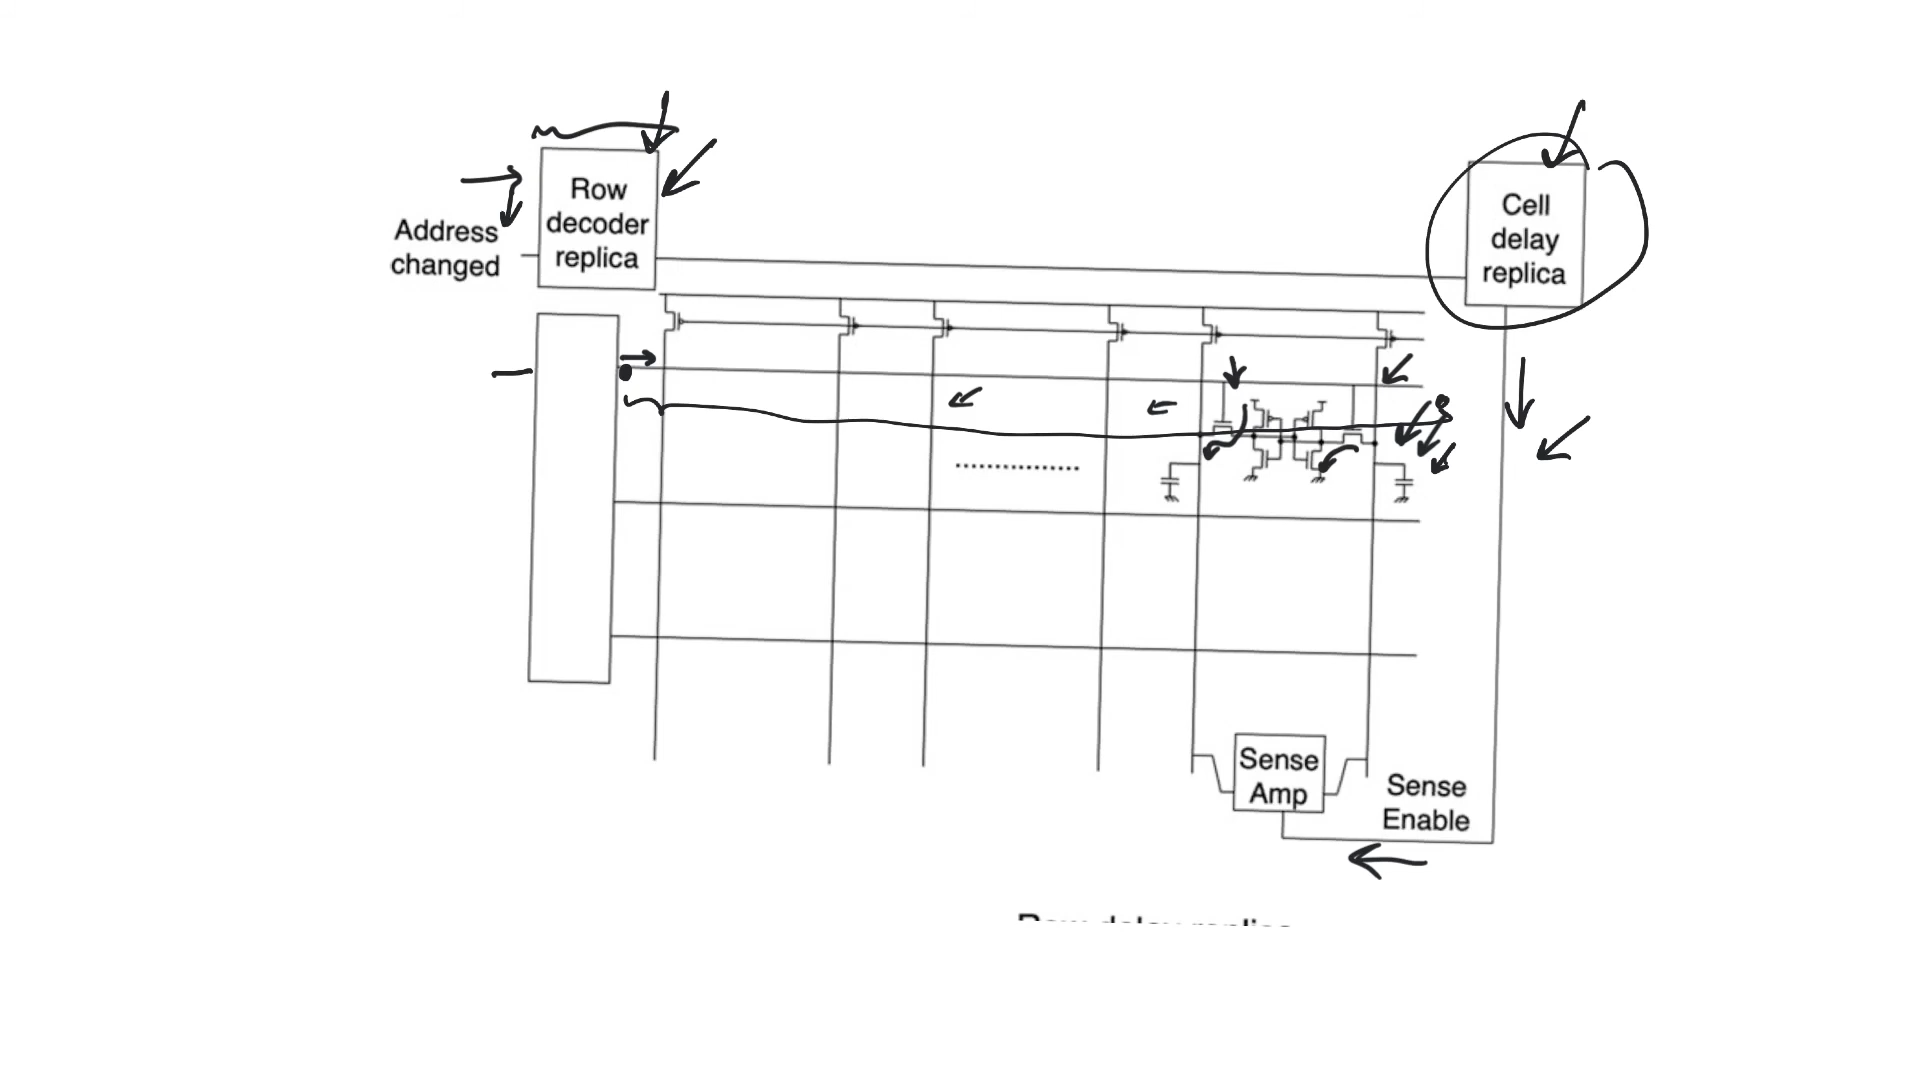 Row
decoder
replica
Address
changed
Cell
delay
replica
Sense
Amp
Sense
Enable